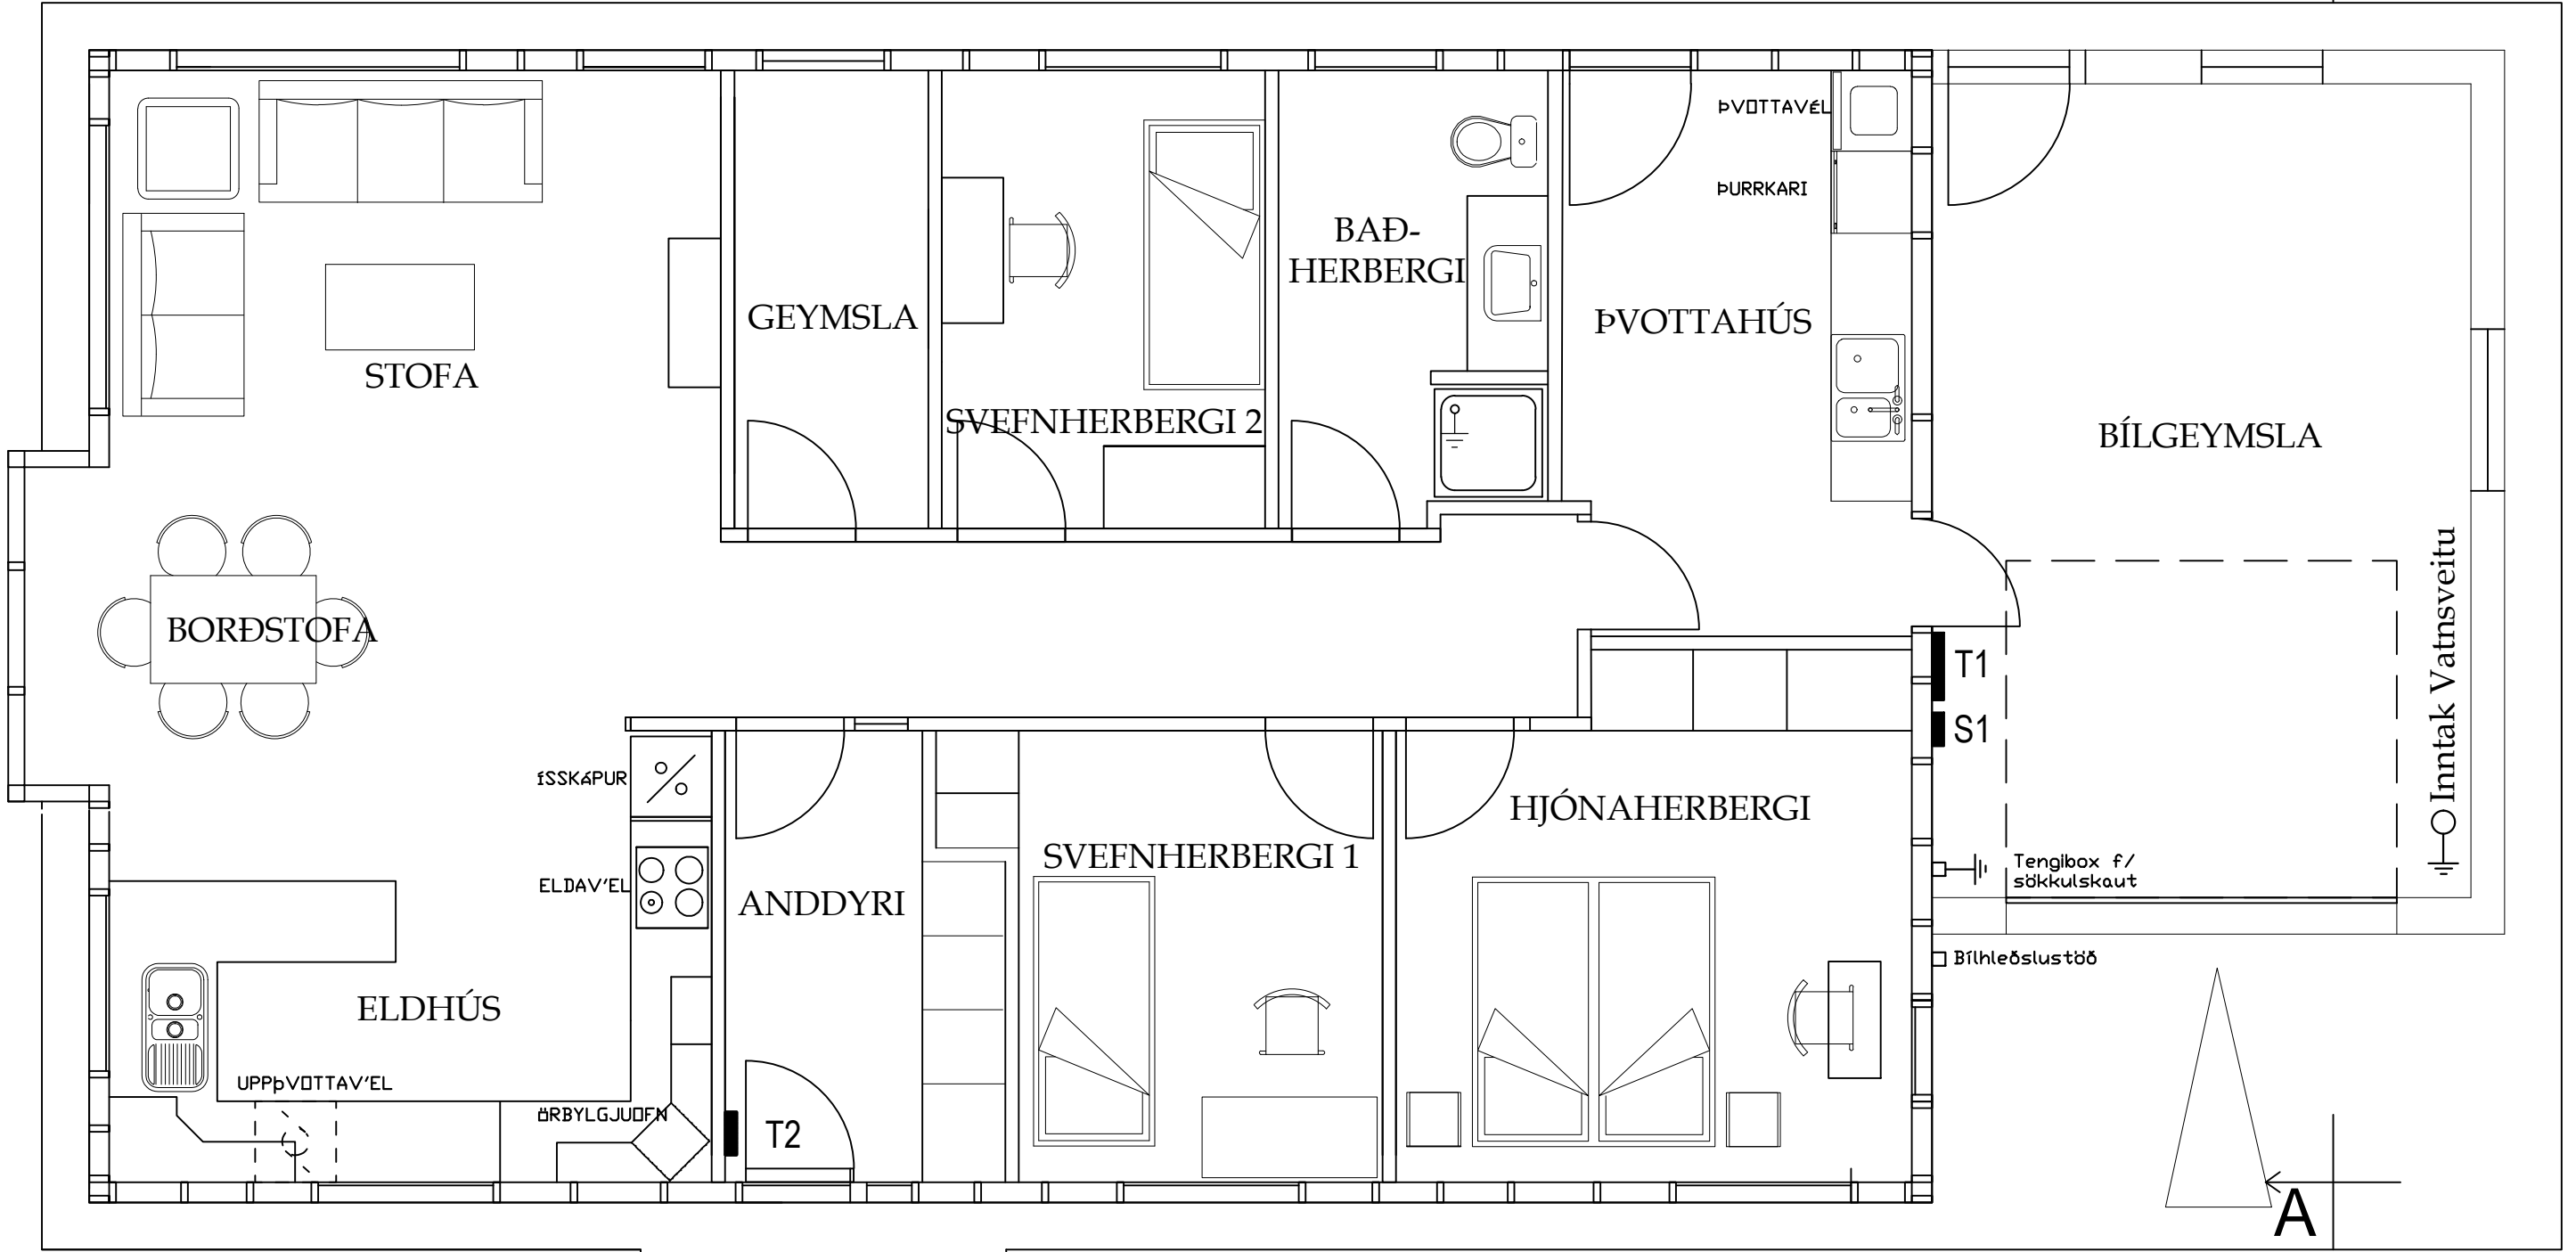 ÞVOTTAVÉL
ÞURRKARI
BAÐ-
HERBERGI
GEYMSLA
ÞVOTTAHÚS
STOFA
SVEFNHERBERGI 2
BÍLGEYMSLA
BORÐSTOFA
Inntak Vatnsveitu
T1
S1
ÍSSKÁPUR
HJÓNAHERBERGI
SVEFNHERBERGI 1
Tengibox f/
sökkulskaut
ELDAV'EL
ANDDYRI
Bílhleðslustöð
ELDHÚS
UPPÞVOTTAV'EL
ÖRBYLGJUOFN
T2
A